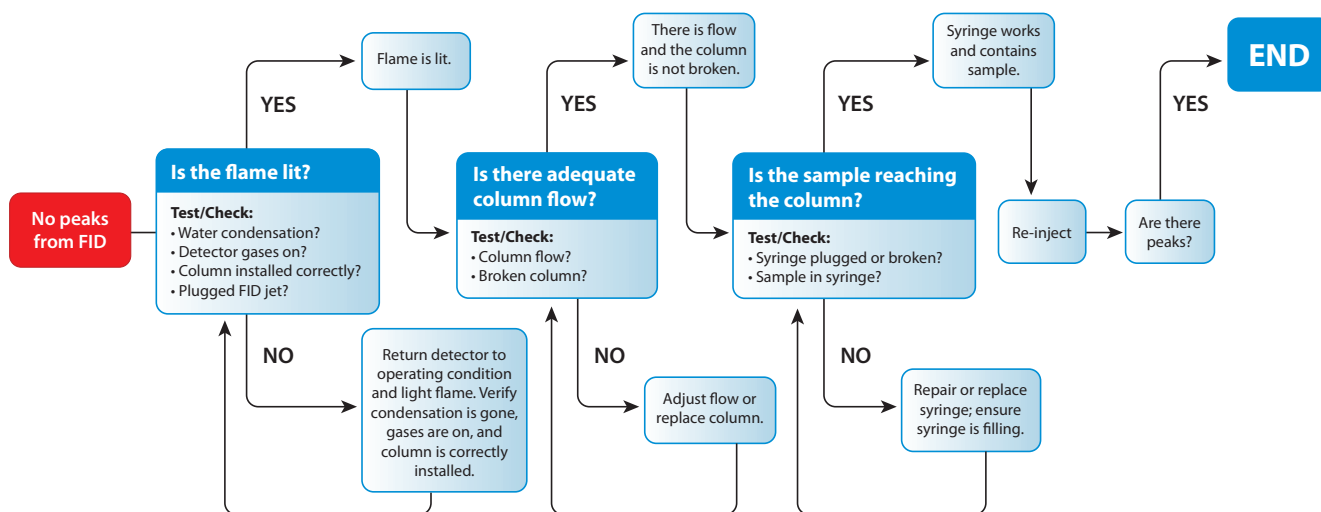 No peaks
from FID
Is the flame lit?
Test/Check:
• Water condensation?
• Detector gases on?
• Column installed correctly?
• Plugged FID jet?
YES
Flame is lit.
NO
Return detector to
operating condition
and light flame. Verify
condensation is gone,
gases are on, and
column is correctly
installed.
Is there adequate
column flow?
Test/Check:
• Column flow?
• Broken column?
YES
There is flow
and the column
is not broken.
NO
Adjust flow or
replace column.
Is the sample reaching
the column?
Test/Check:
• Syringe plugged or broken?
• Sample in syringe?
YES
Syringe works
and contains
sample.
NO
Repair or replace
syringe; ensure
syringe is filling.
Re-inject
Are there
peaks?
YES
END